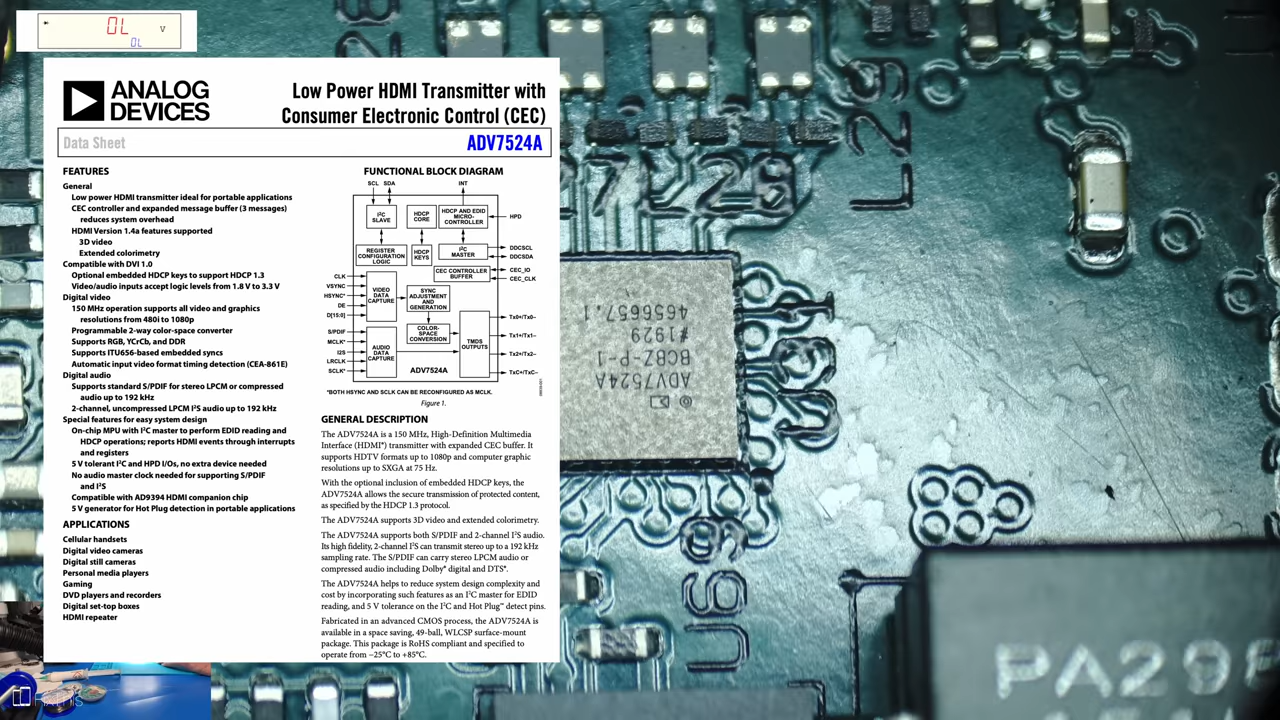 OL V
OL
ANALOG
DEVICES
Low Power HDMI Transmitter with
Consumer Electronic Control (CEC)
Data Sheet
ADV7524A
FEATURES
General
Low power HDMI transmitter ideal for portable applications
CEC controller and expanded message buffer (3 messages)
reduces system overhead
HDMI Version 1.4a features supported
3D video
Extended colorimetry
Compatible with DVI 1.0
Optional embedded HDCP keys to support HDCP 1.3
Video/audio inputs accept logic levels from 1.8 V to 3.3 V
Digital video
150 MHz operation supports all video and graphics
resolutions from 480i to 1080p
Programmable 2-way color-space converter
Supports RGB, YCrCb, and DDR
Supports ITU656-based embedded syncs
Automatic input video format timing detection (CEA-861E)
Digital audio
Supports standard S/PDIF for stereo LPCM or compressed
audio up to 192 kHz
2-channel, uncompressed LPCM I²S audio up to 192 kHz
Special features for easy system design
On-chip MPU with I²C master to perform EDID reading and
HDCP operations; reports HDMI events through interrupts
and registers
5 V tolerant I²C and HPD I/Os, no extra device needed
No audio master clock needed for supporting S/PDIF
and I²S
Compatible with AD9394 HDMI companion chip
5 V generator for Hot Plug detection in portable applications
APPLICATIONS
Cellular handsets
Digital video cameras
Digital still cameras
Personal media players
Gaming
DVD players and recorders
Digital set-top boxes
HDMI repeater
FUNCTIONAL BLOCK DIAGRAM
SCL SDA INT
I²C
SLAVE
HDCP
CORE
HDCP AND EDID
MICRO-
CONTROLLER
HPD
REGISTER
CONFIGURATION
LOGIC
HDCP
KEYS
I²C
MASTER
DDCSCL
DDCSDA
CEC CONTROLLER
BUFFER
CEC_IO
CEC_CLK
CLK
VSYNC
HSYNC*
DE
D[15:0]
VIDEO
DATA
CAPTURE
SYNC
ADJUSTMENT
AND
GENERATION
COLOR-
SPACE
CONVERSION
S/PDIF
MCLK*
I2S
LRCLK
SCLK*
AUDIO
DATA
CAPTURE
TMDS
OUTPUTS
Tx0+/Tx0–
Tx1+/Tx1–
Tx2+/Tx2–
TxC+/TxC–
ADV7524A
*BOTH HSYNC AND SCLK CAN BE RECONFIGURED AS MCLK.
Figure 1.
GENERAL DESCRIPTION
The ADV7524A is a 150 MHz, High-Definition Multimedia
Interface (HDMI®) transmitter with expanded CEC buffer. It
supports HDTV formats up to 1080p and computer graphic
resolutions up to SXGA at 75 Hz.
With the optional inclusion of embedded HDCP keys, the
ADV7524A allows the secure transmission of protected content,
as specified by the HDCP 1.3 protocol.
The ADV7524A supports 3D video and extended colorimetry.
The ADV7524A supports both S/PDIF and 2-channel I²S audio.
Its high fidelity, 2-channel I²S can transmit stereo up to a 192 kHz
sampling rate. The S/PDIF can carry stereo LPCM audio or
compressed audio including Dolby® digital and DTS®.
The ADV7524A helps to reduce system design complexity and
cost by incorporating such features as an I²C master for EDID
reading, and 5 V tolerance on the I²C and Hot Plug™ detect pins.
Fabricated in an advanced CMOS process, the ADV7524A is
available in a space saving, 49-ball, WLCSP surface-mount
package. This package is RoHS compliant and specified to
operate from −25°C to +85°C.
ADV7524A
BCBZ-P-1
#1929
4656657.1
L29
U89
PA29